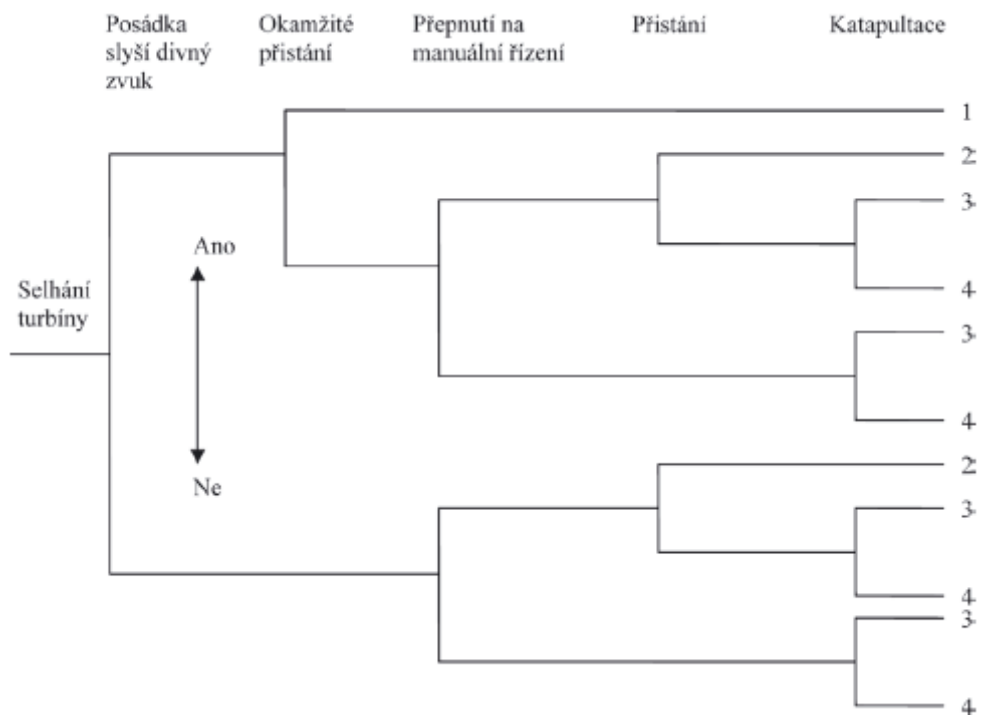 Posádka
slyší divný
zvuk
Okamžité
přistání
Přepnutí na
manuální řízení
Přistání
Katapultace
1
2
3
Ano
4
Selhání
turbíny
3
4
2
Ne
3
4
3
4